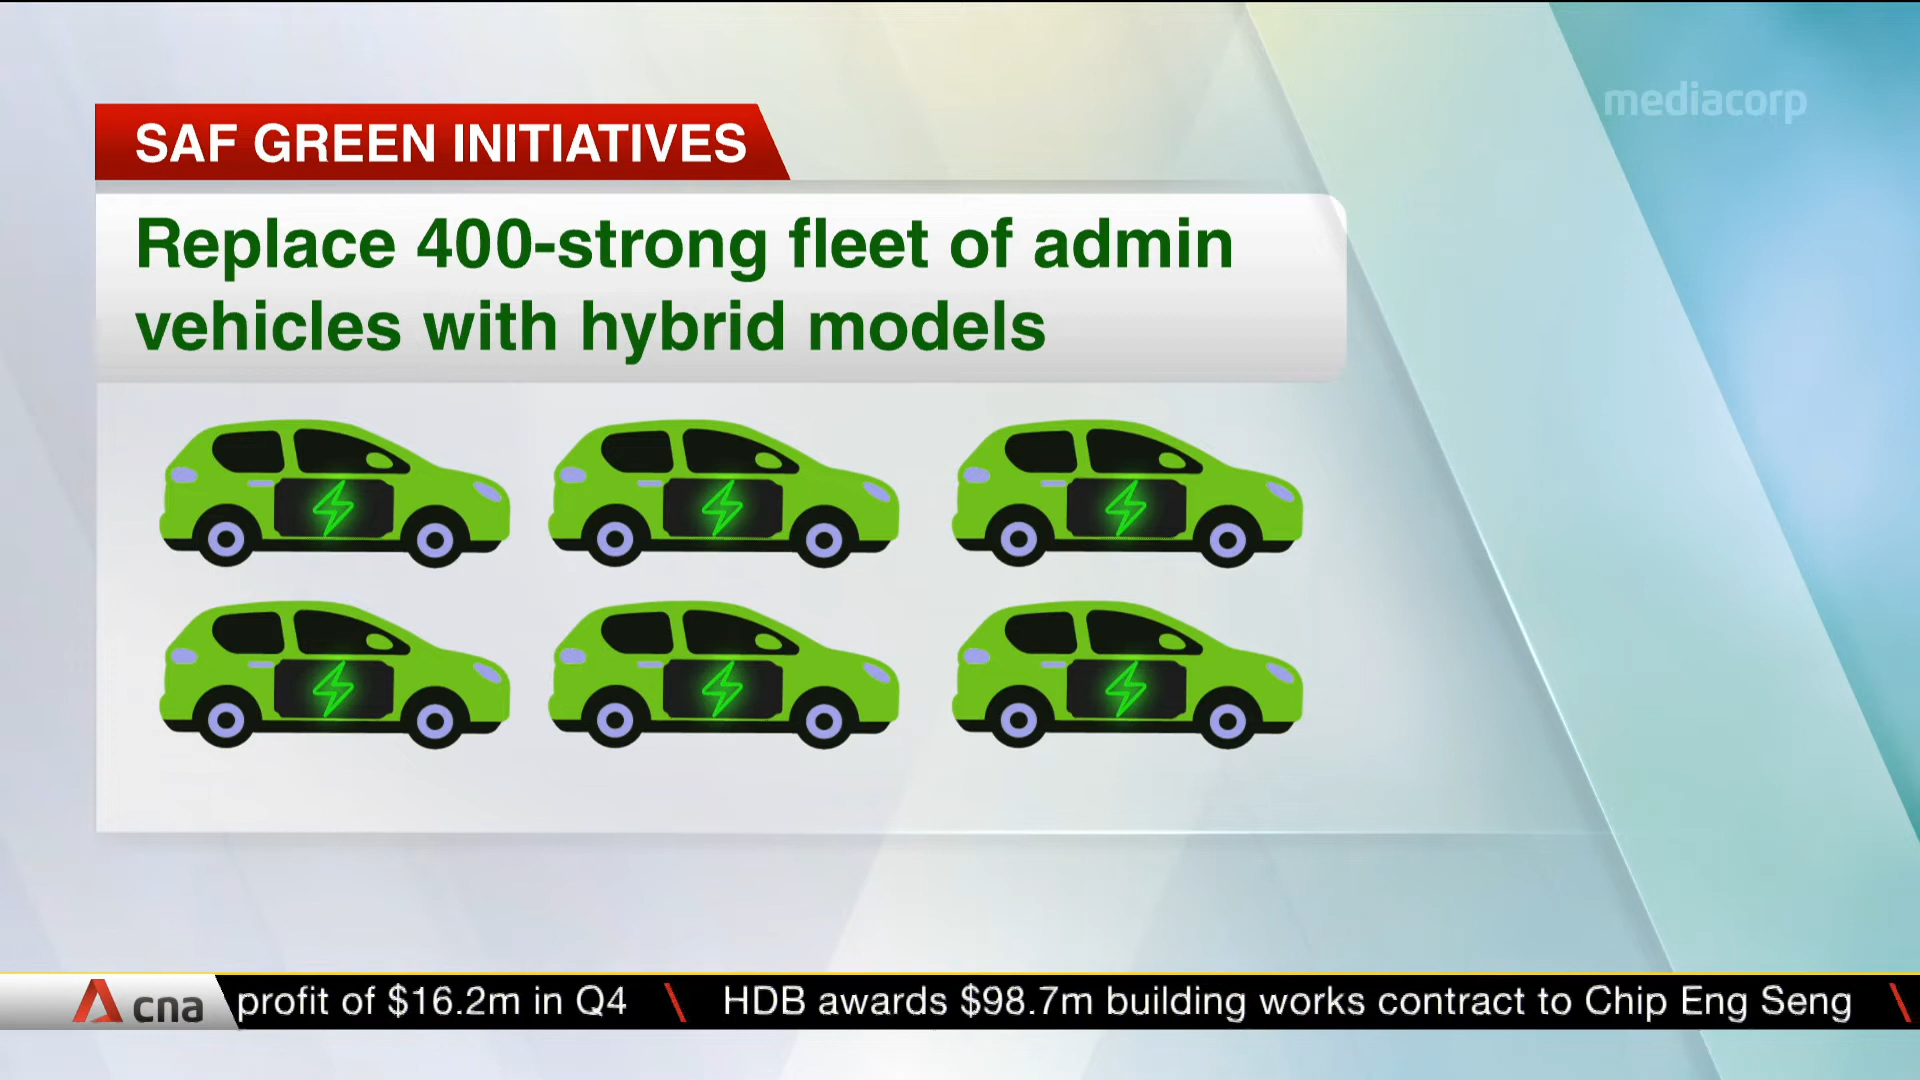 mediacorp
SAF GREEN INITIATIVES
Replace 400-strong fleet of admin
vehicles with hybrid models
cna
profit of $16.2m in Q4 \ HDB awards $98.7m building works contract to Chip Eng Seng \